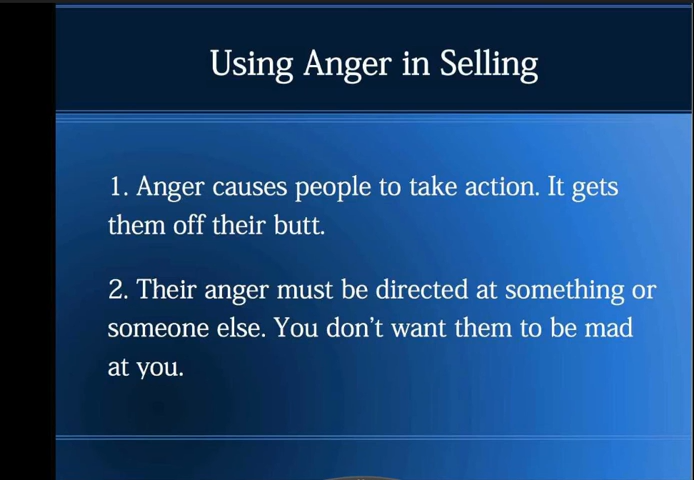 Using Anger in Selling
1. Anger causes people to take action. It gets
them off their butt.
2. Their anger must be directed at something or
someone else. You don't want them to be mad
at you.